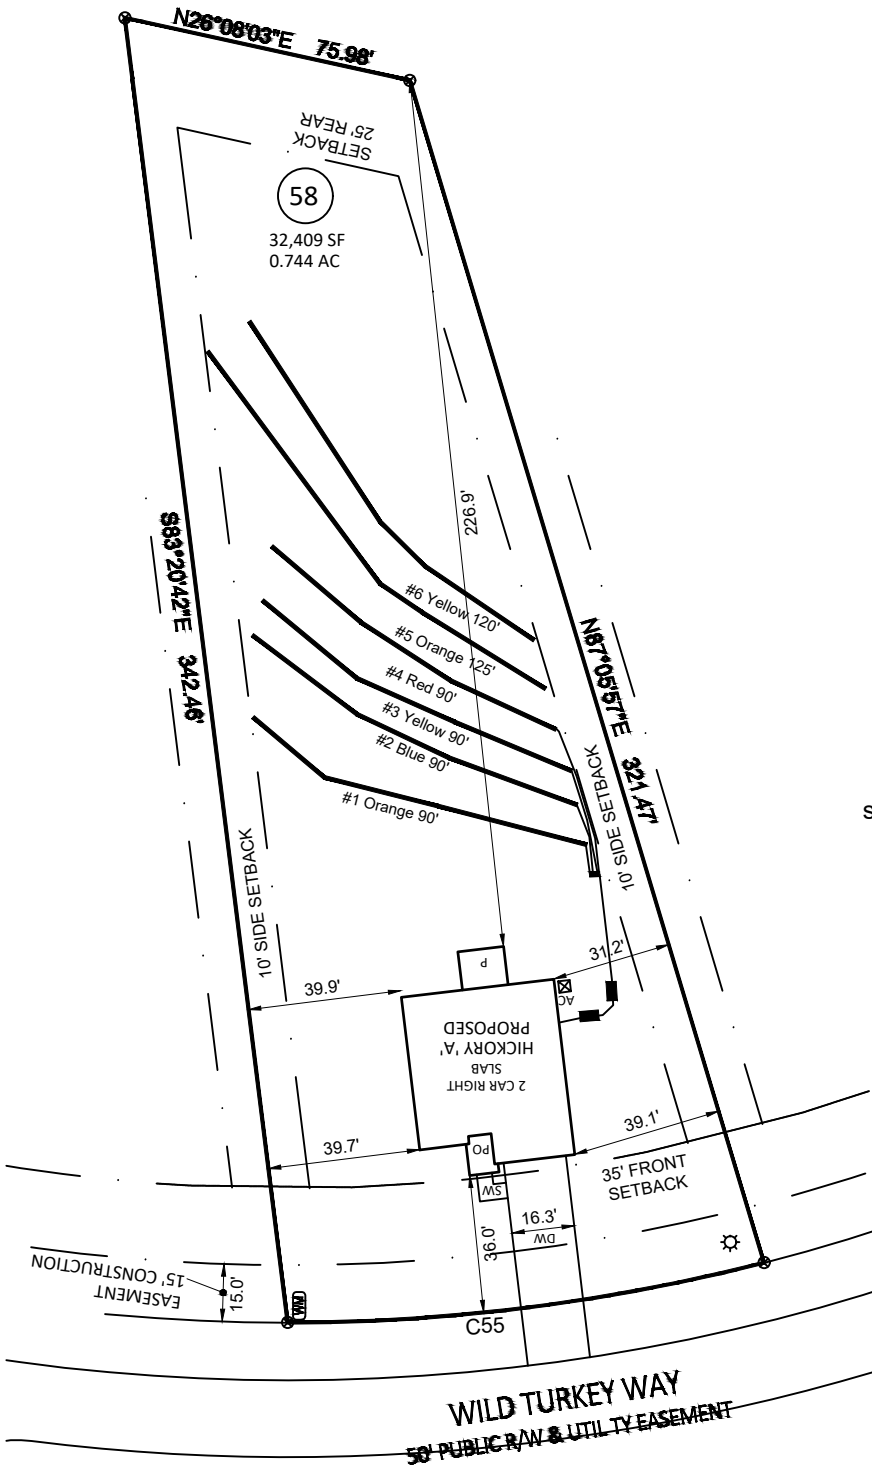 N26°08'03"E 75.98'
25' REAR
SETBACK
58
32,409 SF
0.744 AC
226.9'
S83°20'42"E 342.46'
N87°05'57"E 321.47'
#6 Yellow 120'
#5 Orange 125'
#4 Red 90'
#3 Yellow 90'
#2 Blue 90'
#1 Orange 90'
10' SIDE SETBACK
10' SIDE SETBACK
S
P
31.2'
39.9'
AC
PROPOSED
HICKORY 'A'
SLAB
2 CAR RIGHT
39.7'
PO
39.1'
35' FRONT
SETBACK
SW
16.3'
DW
36.0'
15' CONSTRUCTION
EASEMENT
15.0'
WM
C55
WILD TURKEY WAY
50' PUBLIC R/W & UTIL TY EASEMENT